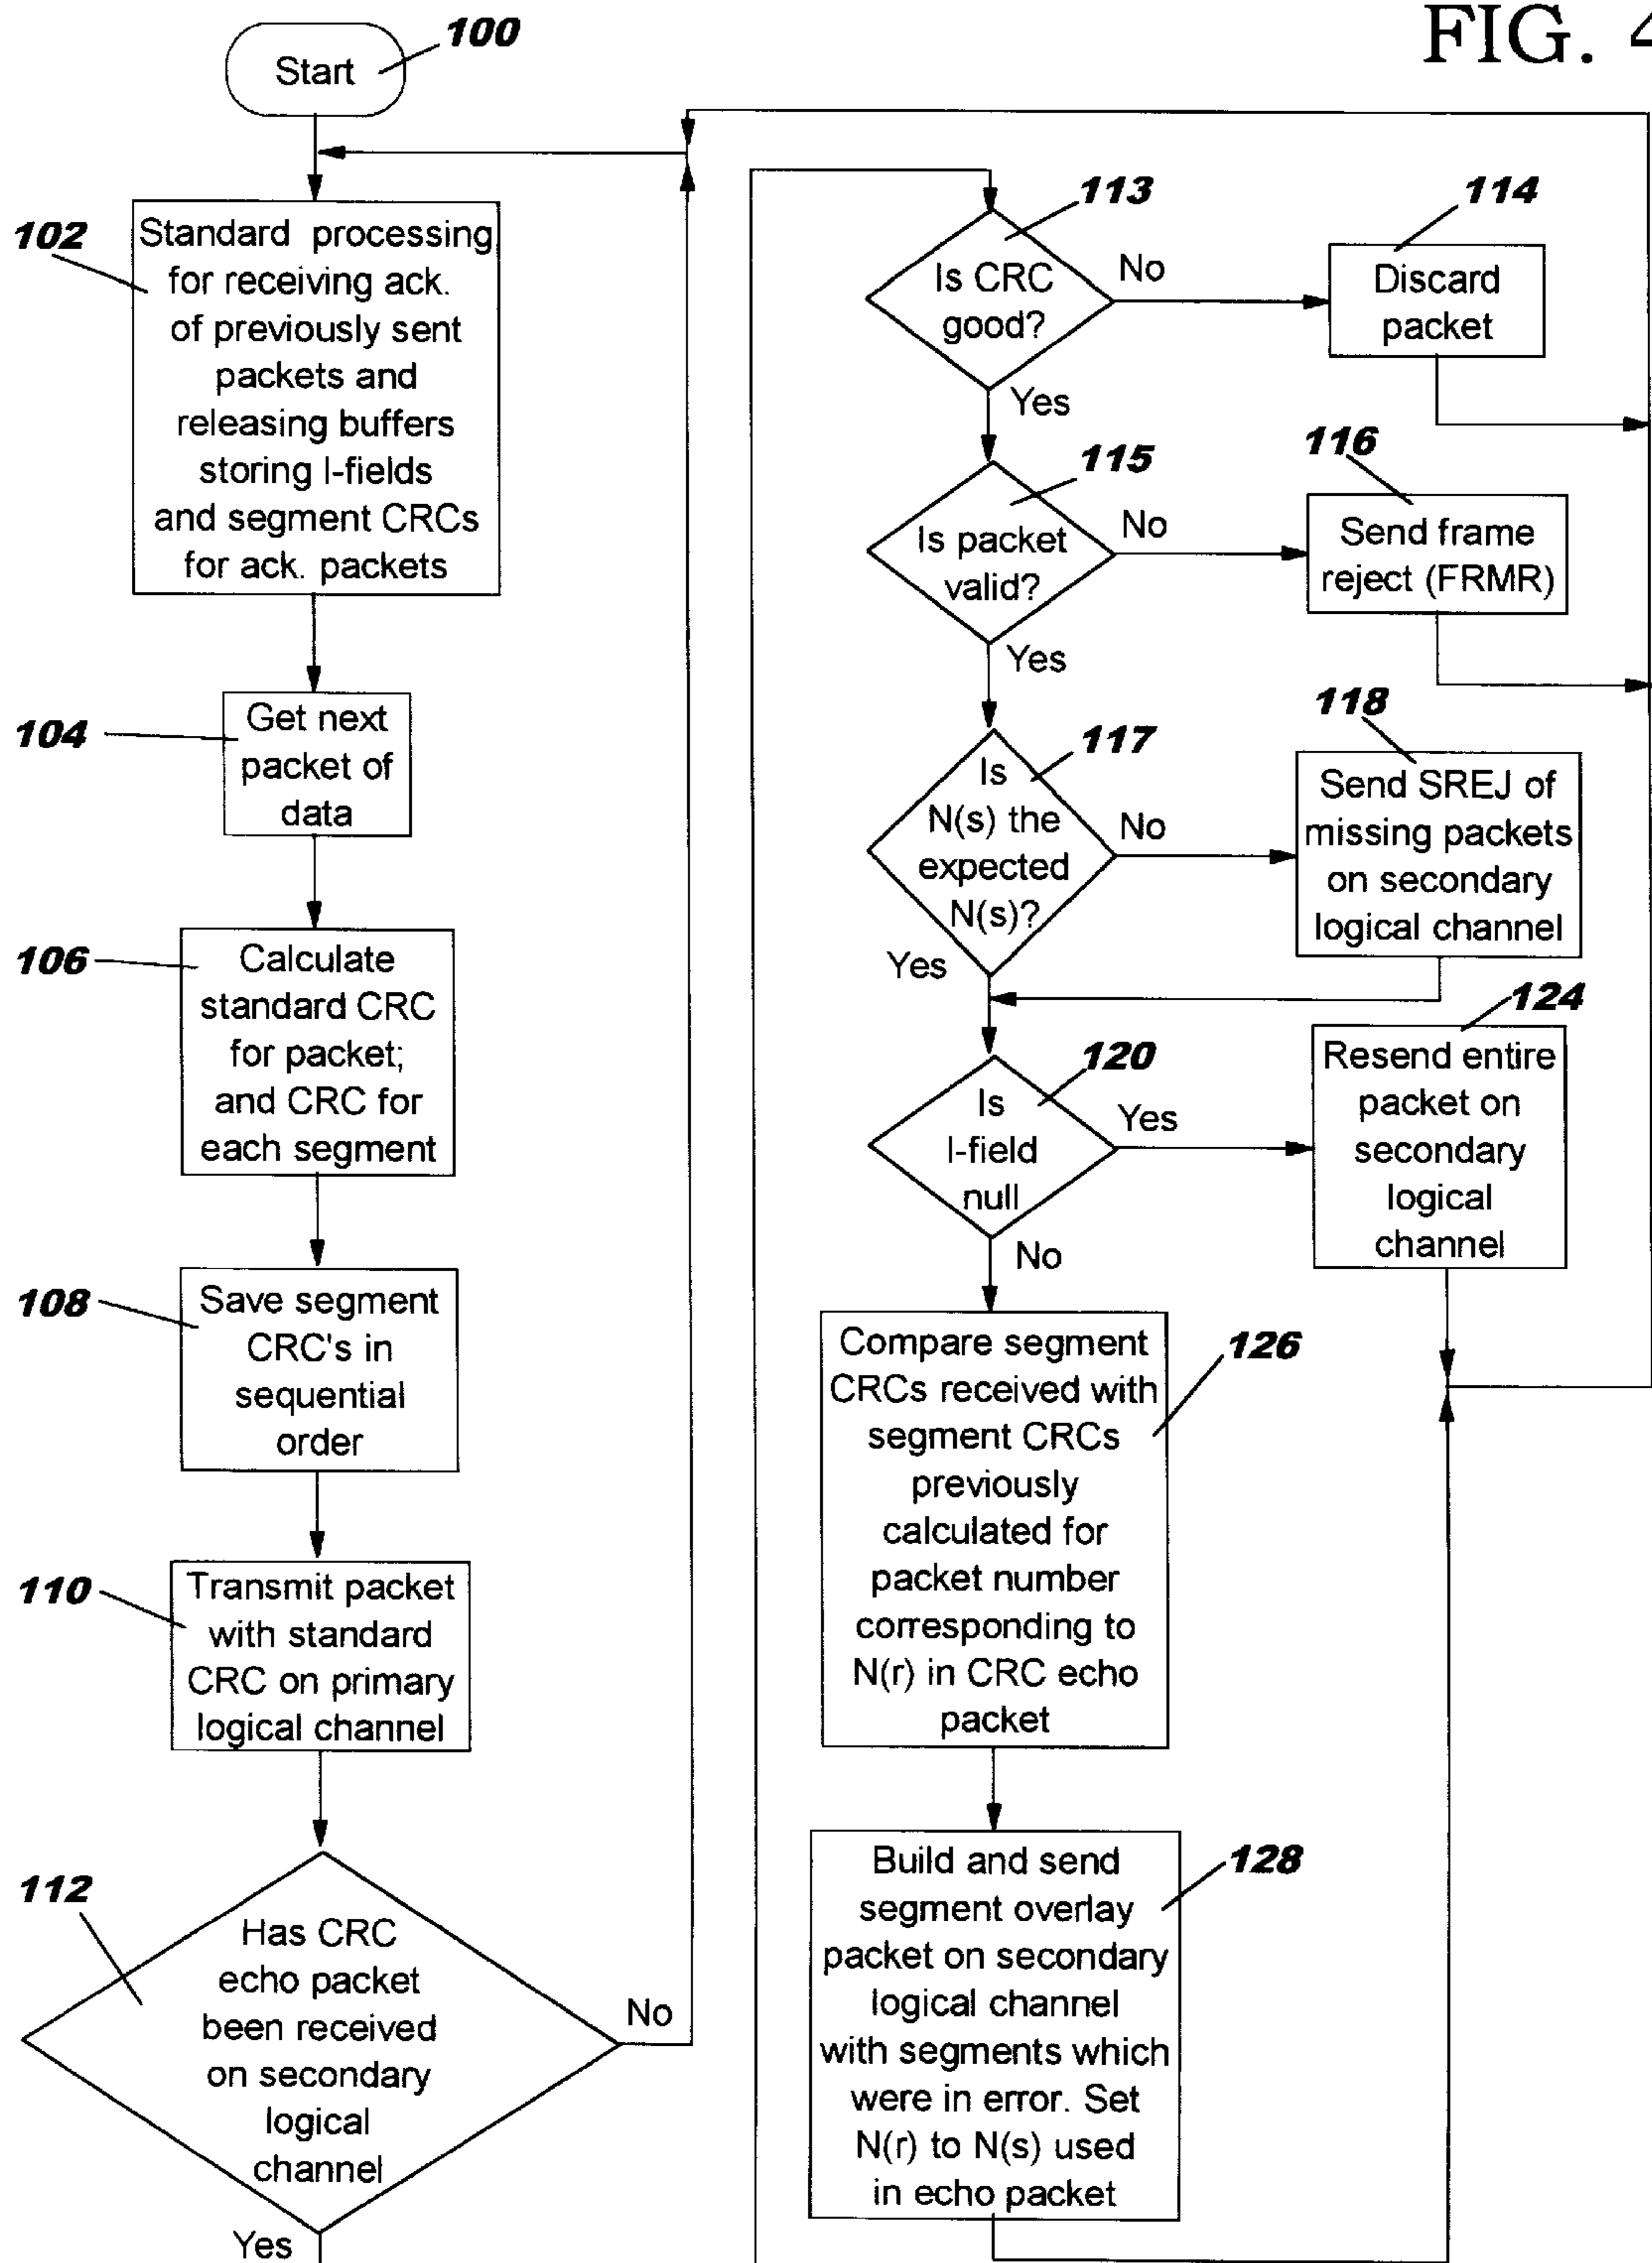 FIG. 4
100
Start
102
Standard processing
for receiving ack.
of previously sent
packets and
releasing buffers
storing I-fields
and segment CRCs
for ack. packets
104
Get next
packet of
data
106
Calculate
standard CRC
for packet;
and CRC for
each segment
108
Save segment
CRC's in
sequential
order
110
Transmit packet
with standard
CRC on primary
logical channel
112
Has CRC
echo packet
been received
on secondary
logical
channel
No
Yes
113
Is CRC
good?
No
Yes
114
Discard
packet
115
Is packet
valid?
No
Yes
116
Send frame
reject (FRMR)
117
Is
N(s) the
expected
N(s)?
No
Yes
118
Send SREJ of
missing packets
on secondary
logical channel
120
Is
I-field
null
Yes
No
124
Resend entire
packet on
secondary
logical
channel
126
Compare segment
CRCs received with
segment CRCs
previously
calculated for
packet number
corresponding to
N(r) in CRC echo
packet
128
Build and send
segment overlay
packet on secondary
logical channel
with segments which
were in error. Set
N(r) to N(s) used
in echo packet